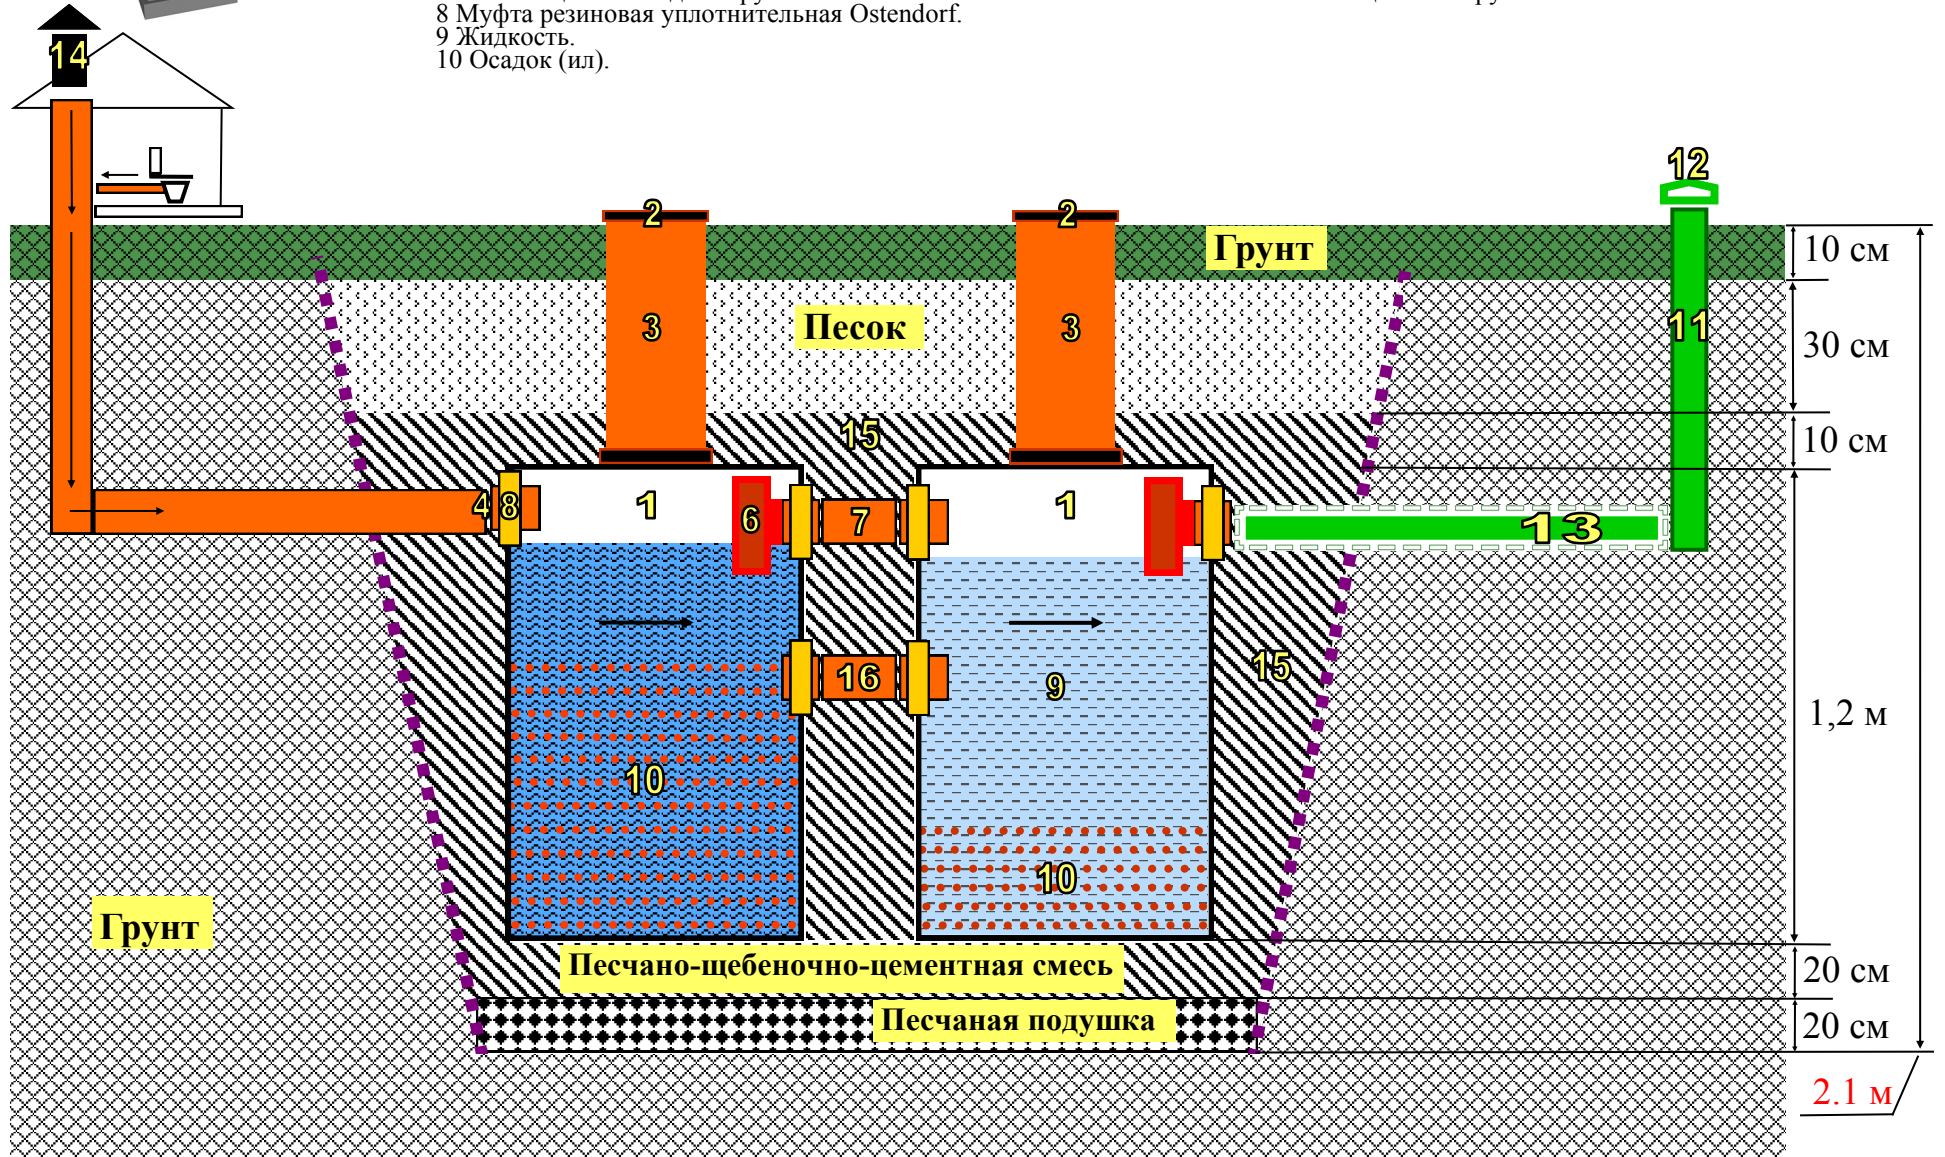 8 Муфта резиновая уплотнительная Ostendorf.
9 Жидкость.
10 Осадок (ил).
14
12
2
2
Грунт
10 см
3
Песок
3
11
30 см
15
10 см
4
8
1
6
7
1
13
16
9
15
1,2 м
10
10
Грунт
Песчано-щебеночно-цементная смесь
20 см
Песчаная подушка
20 см
2.1 м